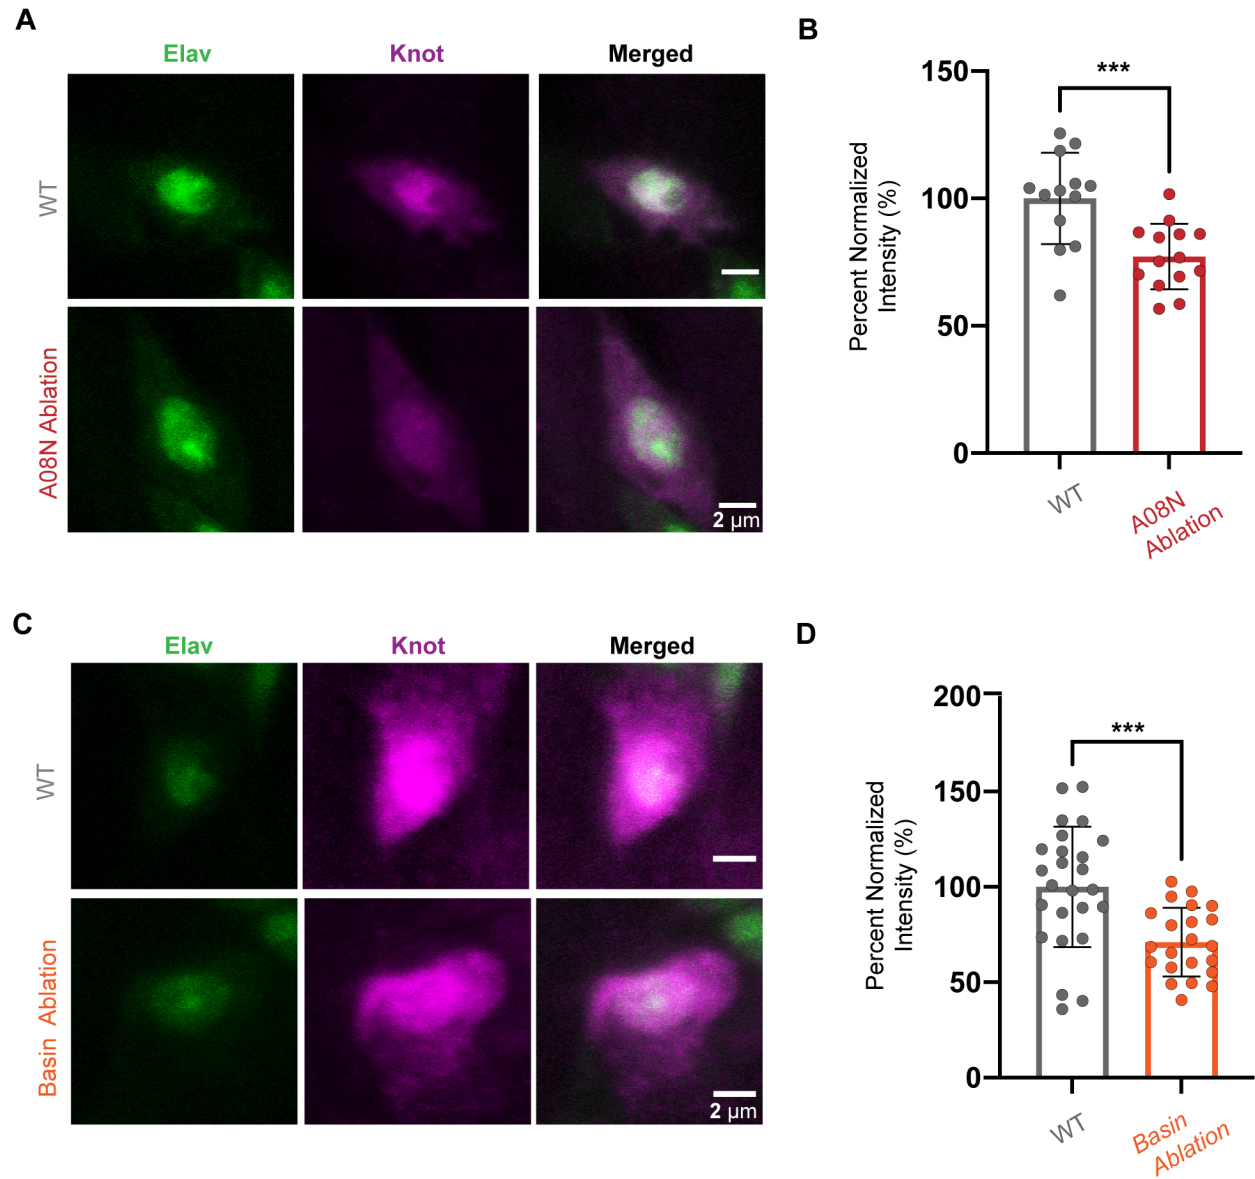 A
Elav
Knot
Merged
WT
A08N Ablation
2 µm
B
Percent Normalized
Intensity (%)
150
100
50
0
***
WT
A08N
Ablation
C
Elav
Knot
Merged
WT
Basin Ablation
2 µm
D
Percent Normalized
Intensity (%)
200
150
100
50
0
***
WT
Basin
Ablation